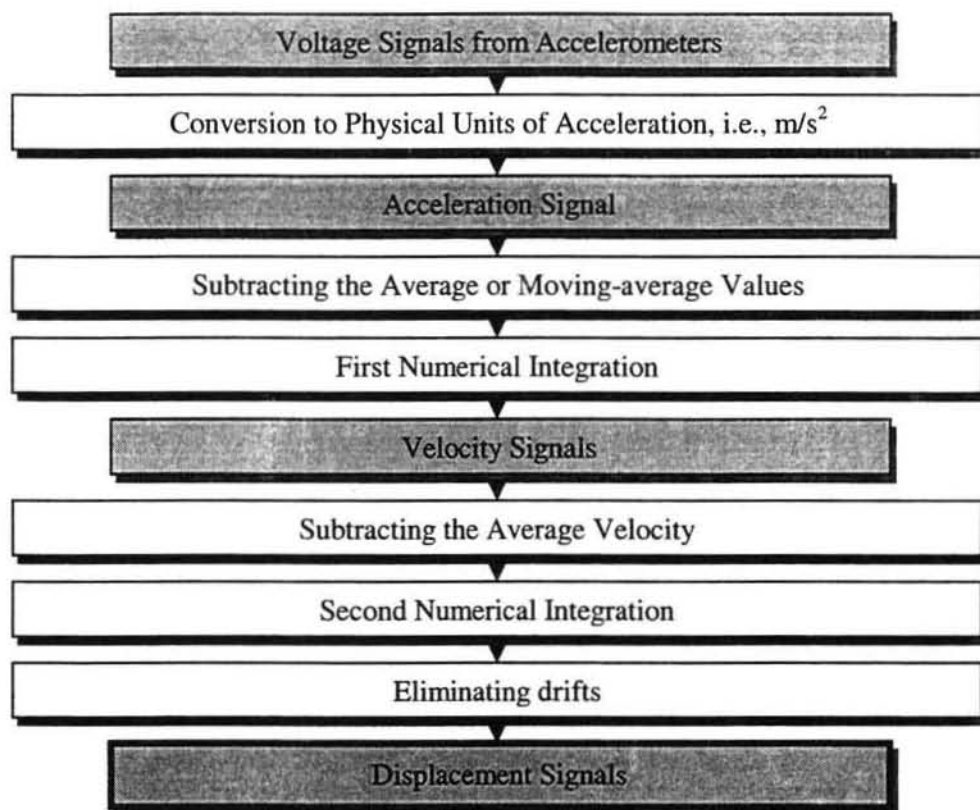 Voltage Signals from Accelerometers
Conversion to Physical Units of Acceleration, i.e., m/s²
Acceleration Signal
Subtracting the Average or Moving-average Values
First Numerical Integration
Velocity Signals
Subtracting the Average Velocity
Second Numerical Integration
Eliminating drifts
Displacement Signals